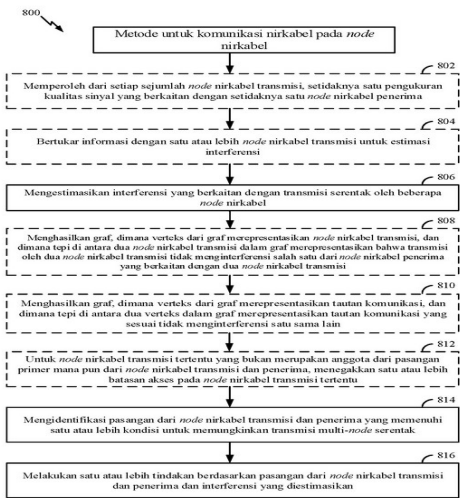 800
Metode untuk komunikasi nirkabel pada node
nirkabel
802
Memperoleh dari setiap sejumlah node nirkabel transmisi, setidaknya satu pengukuran
kualitas sinyal yang berkaitan dengan setidaknya satu node nirkabel penerima
804
Bertukar informasi dengan satu atau lebih node nirkabel transmisi untuk estimasi
interferensi
806
Mengestimasikan interferensi yang berkaitan dengan transmisi serentak oleh beberapa
node nirkabel
808
Menghasilkan graf, dimana verteks dari graf merepresentasikan node nirkabel transmisi, dan
dimana tepi di antara dua node nirkabel transmisi dalam graf merepresentasikan bahwa transmisi
oleh dua node nirkabel transmisi tidak menginterferensi salah satu dari node nirkabel penerima
yang berkaitan dengan dua node nirkabel transmisi
810
Menghasilkan graf, dimana verteks dari graf merepresentasikan tautan komunikasi, dan
dimana tepi di antara dua verteks dalam graf merepresentasikan tautan komunikasi yang
sesuai tidak menginterferensi satu sama lain
812
Untuk node nirkabel transmisi tertentu yang bukan merupakan anggota dari pasangan
primer mana pun dari node nirkabel transmisi dan penerima, menegakkan satu atau lebih
batasan akses pada node nirkabel transmisi tertentu
814
Mengidentifikasi pasangan dari node nirkabel transmisi dan penerima yang memenuhi
satu atau lebih kondisi untuk memungkinkan transmisi multi-node serentak
816
Melakukan satu atau lebih tindakan berdasarkan pasangan dari node nirkabel transmisi
dan penerima dan interferensi yang diestimasikan